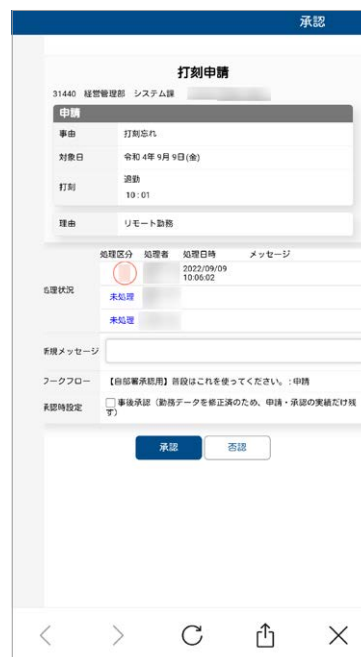 承認
打刻申請
31440 経営管理部 システム課
申請
事由 打刻忘れ
対象日 令和 4年 9月 9日(金)
打刻 退勤
10:01
理由 リモート勤務
処理区分 処理者 処理日時 メッセージ
2022/09/09
10:06:02
処理状況
未処理
未処理
新規メッセージ
ワークフロー 【自部署承認用】普段はこれを使ってください。:申請
承認時設定 事後承認(勤務データを修正済のため、申請・承認の実績だけ残
す)
承認 否認